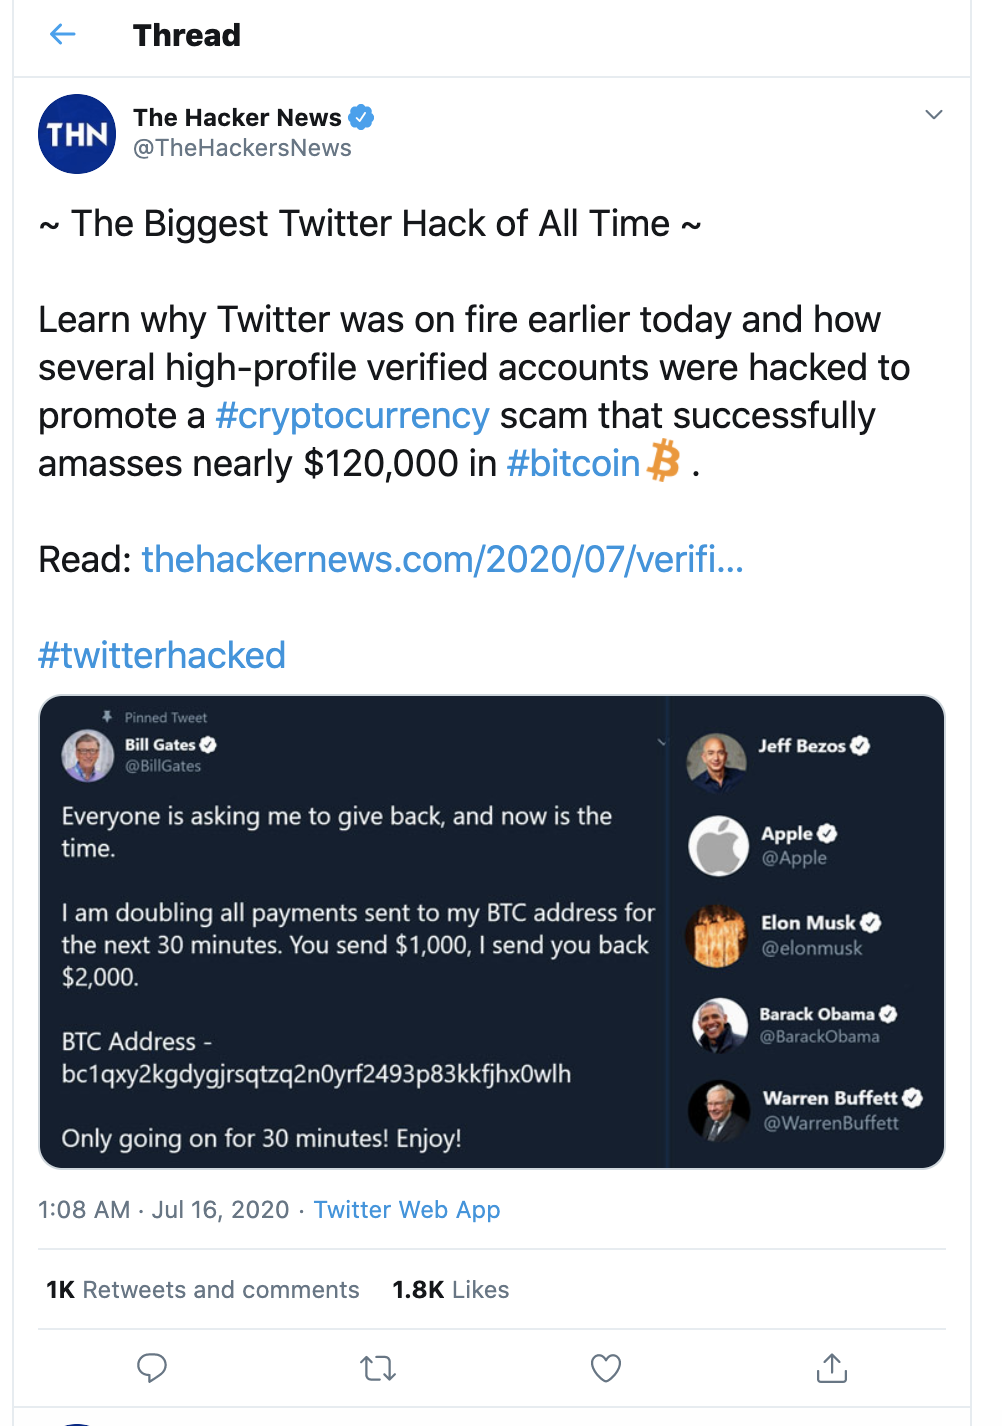 Thread
THN
The Hacker News
@TheHackersNews
~ The Biggest Twitter Hack of All Time ~
Learn why Twitter was on fire earlier today and how
several high-profile verified accounts were hacked to
promote a #cryptocurrency scam that successfully
amasses nearly $120,000 in #bitcoin .
Read: thehackernews.com/2020/07/verifi...
#twitterhacked
Pinned Tweet
Bill Gates
@BillGates
Everyone is asking me to give back, and now is the
time.
I am doubling all payments sent to my BTC address for
the next 30 minutes. You send $1,000, I send you back
$2,000.
BTC Address -
bc1qxy2kgdygjrsqtzq2n0yrf2493p83kkfjhx0wlh
Only going on for 30 minutes! Enjoy!
Jeff Bezos
Apple
@Apple
Elon Musk
@elonmusk
Barack Obama
@BarackObama
Warren Buffett
@WarrenBuffett
1:08 AM · Jul 16, 2020 · Twitter Web App
1K Retweets and comments 1.8K Likes